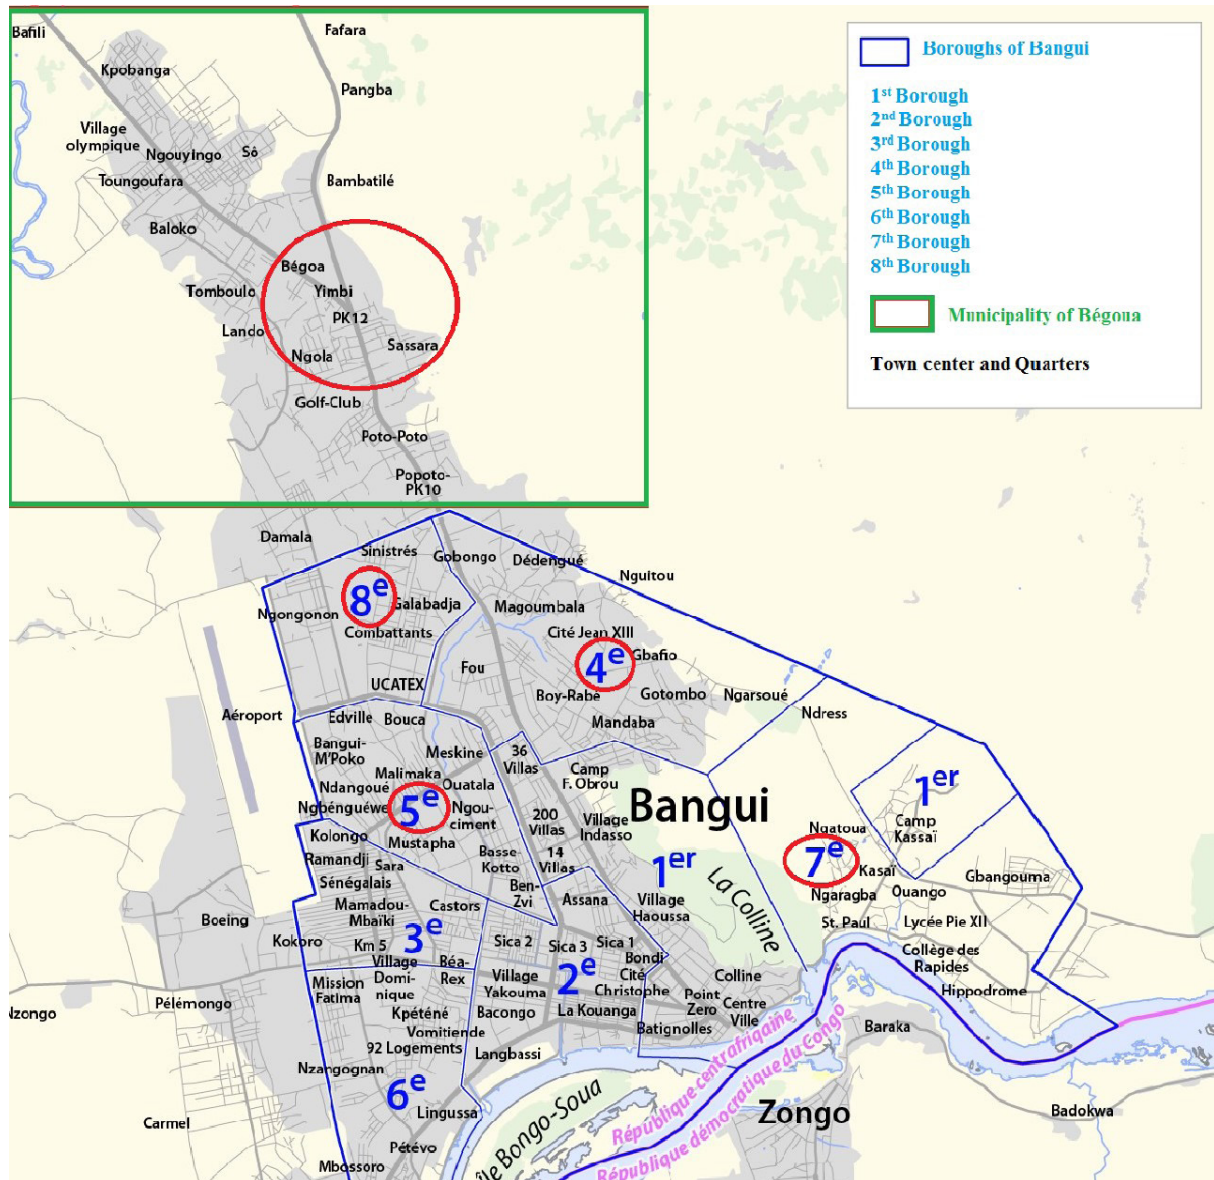 Bafili
Fafara
Kpobanga
Pangba
Village
olympique
Ngouyingo
Sô
Toungoufara
Bambatilé
Baloko
Bégoa
Tomboulo
Yimbi
PK12
Lando
Ngola
Sassara
Golf-Club
Poto-Poto
Popoto-
PK10
Boroughs of Bangui
1st Borough
2nd Borough
3rd Borough
4th Borough
5th Borough
6th Borough
7th Borough
8th Borough
Municipality of Bégoua
Town center and Quarters
Damala
Sinistrés
Gobongo
Dédengué
Nguitou
8e
Galabadja
Ngongonon
Combattants
Magoumbala
Cité Jean XIII
4e
Gbafio
Fou
UCATEX
Boy-Rabé
Gotombo
Ngarsoué
Mandaba
Ndress
Aéroport
Edville
Bouca
Bangui-
M'Poko
Meskine
36
Villas
Malimaka
Ndangoué
Ouatala
Camp
F. Obrou
Ngbénguéwe
5e
Ngou-
ciment
Bangui
1er
Kolongo
Mustapha
200
Villas
Village
Indasso
Camp
Kassaï
Ngatoua
7e
Ramandji
Sara
Basse-
Kotto
14
Villas
1er
La Colline
Kasaï
Gbangouma
Sénégalais
Ben-
Zvi
Assana
Village
Haoussa
Ngaragba
Ouango
Mamadou-
Mbaïki
Castors
St. Paul
Lycée Pie XII
Boeing
Kokoro
3e
Km 5
Village
Sica 2
Sica 3
Sica 1
Bondi
Collège des
Rapides
Béa-
Rex
Mission
Fatima
Domi-
nique
Village
Yakouma
2e
Cité
Christophe
Colline
Hippodrome
Pélémongo
Nzongo
Kpéténé
Bacongo
La Kouanga
Point
Zero
Centre
Ville
Vomitiende
Batignolles
Baraka
92 Logements
Langbassi
Nzangognan
6e
Lingussa
République centrafriqaine
République démocratique du Congo
Île Bongo-Soua
Zongo
Badokwa
Carmel
Pétévo
Mbossoro